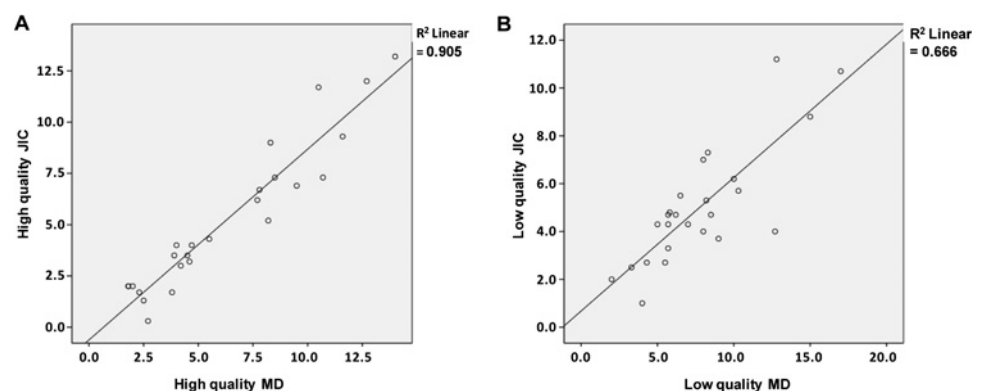 A
R² Linear
= 0.905
High quality JIC
12.5
10.0
7.5
5.0
2.5
0.0
0.0 2.5 5.0 7.5 10.0 12.5
High quality MD
B
R² Linear
= 0.666
Low quality JIC
12.0
10.0
8.0
6.0
4.0
2.0
0.0
0.0 5.0 10.0 15.0 20.0
Low quality MD